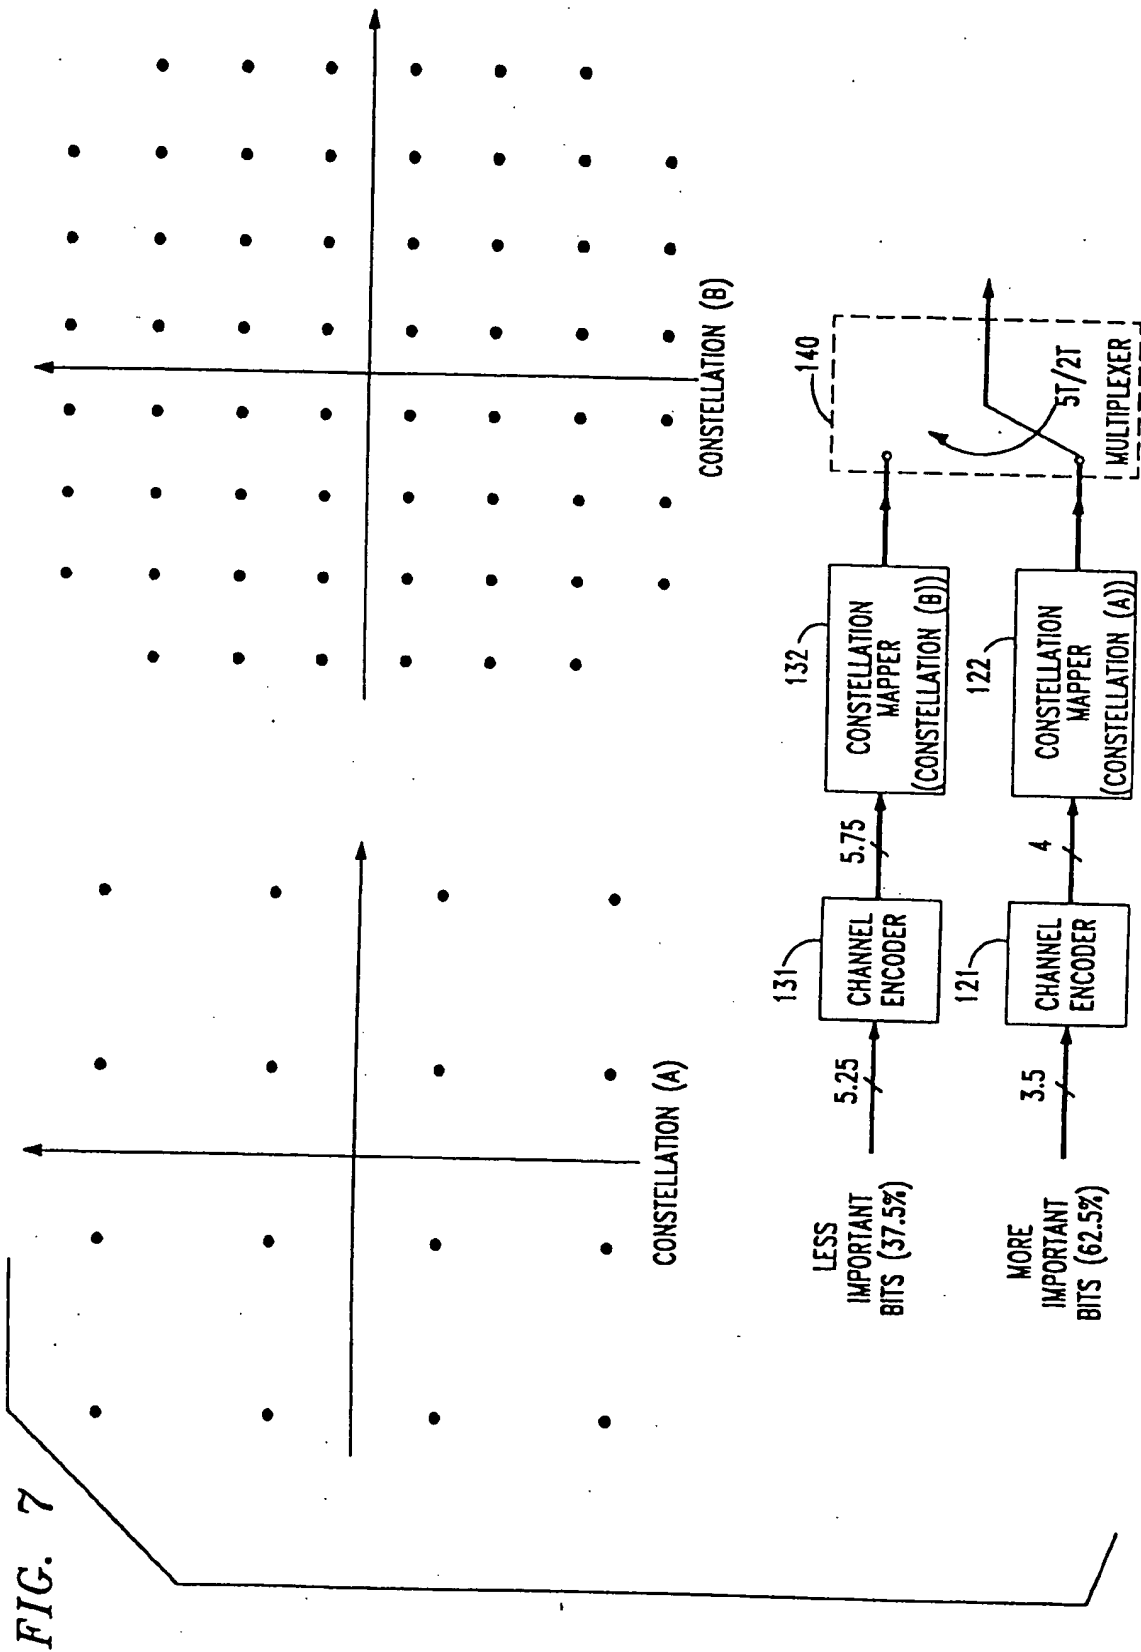 FIG. 7
CONSTELLATION (A)
CONSTELLATION (B)
LESS
IMPORTANT
BITS (37.5%)
5.25
131
CHANNEL
ENCODER
5.75
132
CONSTELLATION
MAPPER
(CONSTELLATION (B))
140
MORE
IMPORTANT
BITS (62.5%)
3.5
121
CHANNEL
ENCODER
4
122
CONSTELLATION
MAPPER
(CONSTELLATION (A))
5T/2T
MULTIPLEXER